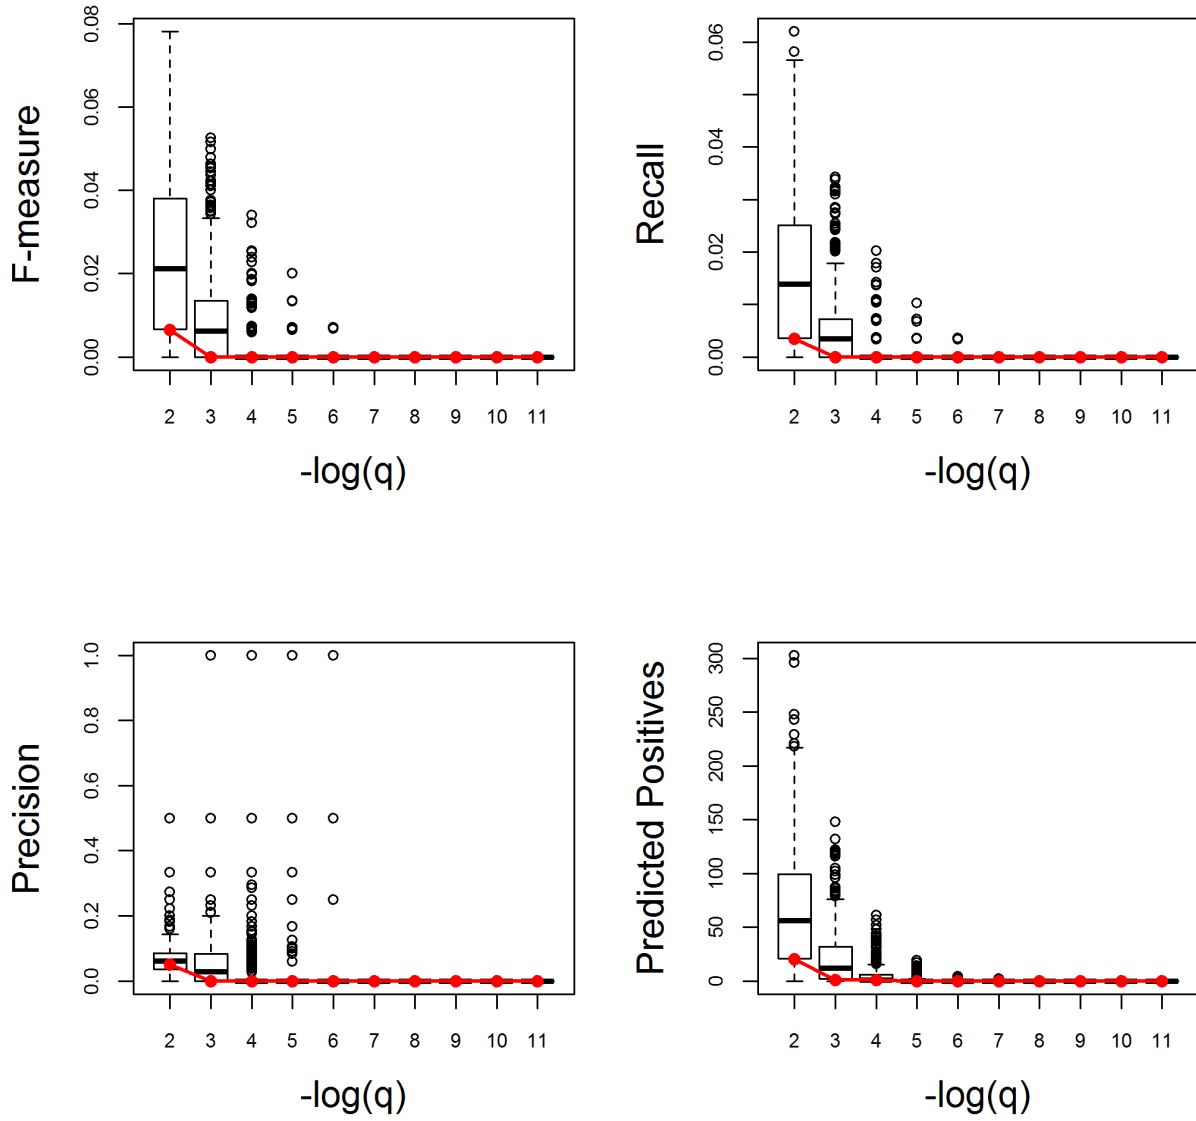 F-measure
0.00 0.02 0.04 0.06 0.08
2 3 4 5 6 7 8 9 10 11
-log(q)
Recall
0.00 0.02 0.04 0.06
2 3 4 5 6 7 8 9 10 11
-log(q)
Precision
0.0 0.2 0.4 0.6 0.8 1.0
2 3 4 5 6 7 8 9 10 11
-log(q)
Predicted Positives
0 50 100 150 200 250 300
2 3 4 5 6 7 8 9 10 11
-log(q)